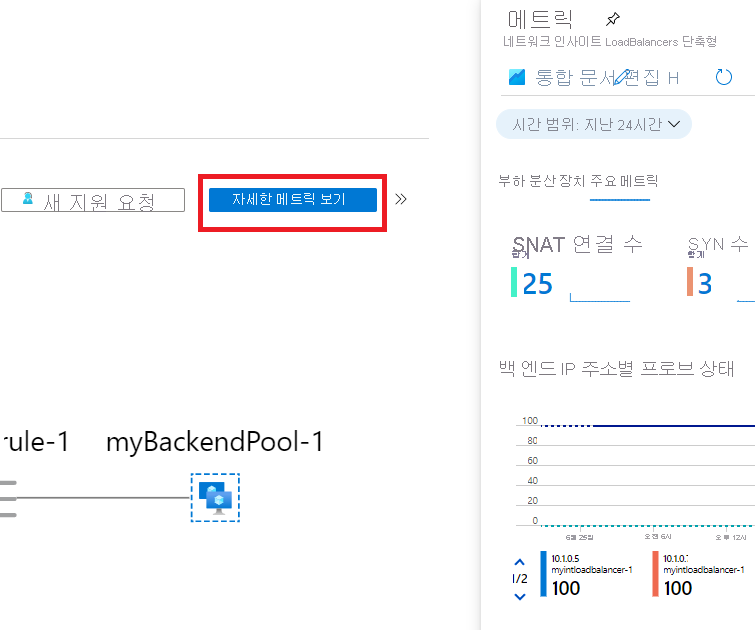 메트릭
네트워크 인사이트 LoadBalancers 단축형
통합 문서 편집 H
시간 범위: 지난 24시간
새 지원 요청
자세한 메트릭 보기
부하 분산 장치 주요 메트릭
SNAT 연결 수
합계
25
SYN 수
합계
3
백 엔드 IP 주소별 프로브 상태
rule-1
myBackendPool-1
100
80
60
40
20
0
6월 25일
오전 6시
오후 12시
1/2
10.1.0.5
myintloadbalancer-1
100
10.1.0.
myintloadbalancer-1
100